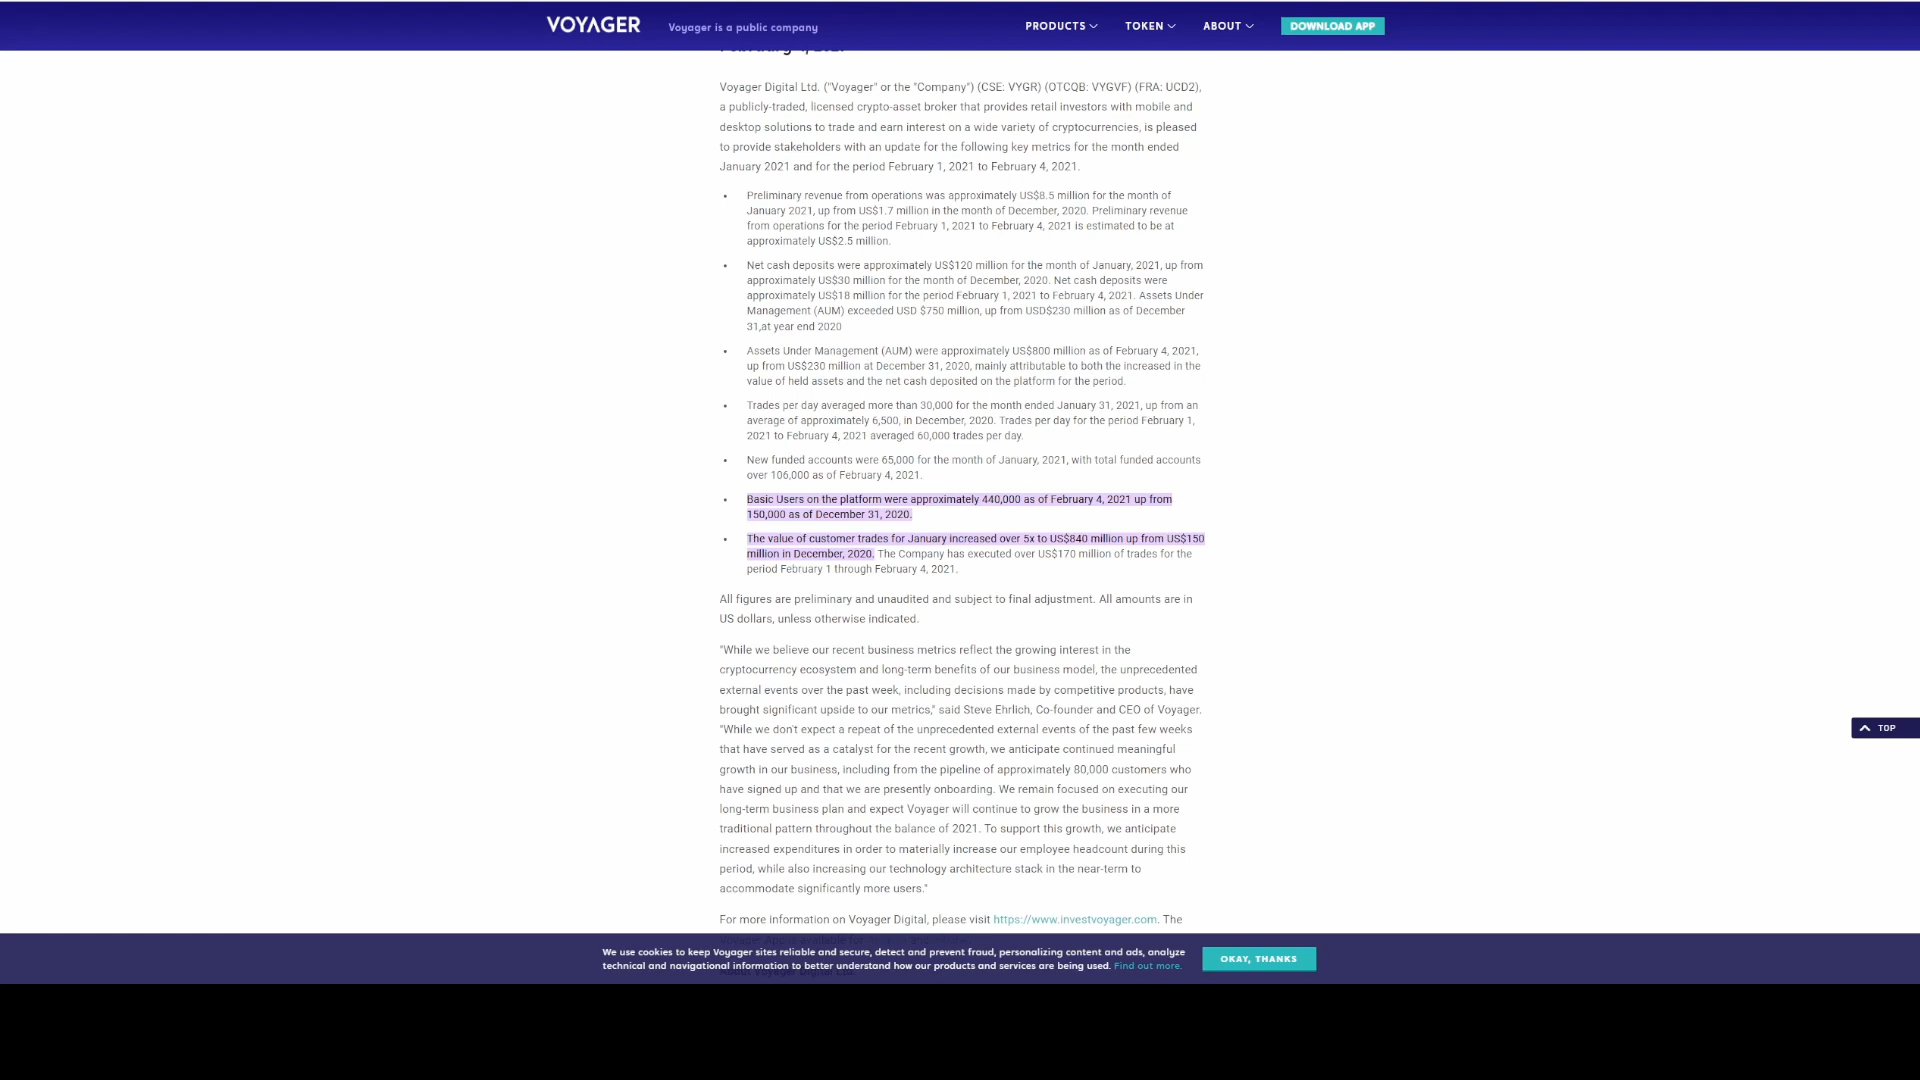 VOYAGER
Voyager is a public company
PRODUCTS
TOKEN
ABOUT
DOWNLOAD APP
Voyager Digital Ltd. ("Voyager" or the "Company") (CSE: VYGR) (OTCQB: VYGVF) (FRA: UCD2),
a publicly-traded, licensed crypto-asset broker that provides retail investors with mobile and
desktop solutions to trade and earn interest on a wide variety of cryptocurrencies, is pleased
to provide stakeholders with an update for the following key metrics for the month ended
January 2021 and for the period February 1, 2021 to February 4, 2021.
• Preliminary revenue from operations was approximately US$8.5 million for the month of
January 2021, up from US$1.7 million in the month of December, 2020. Preliminary revenue
from operations for the period February 1, 2021 to February 4, 2021 is estimated to be at
approximately US$2.5 million.
• Net cash deposits were approximately US$120 million for the month of January, 2021, up from
approximately US$30 million for the month of December, 2020. Net cash deposits were
approximately US$18 million for the period February 1, 2021 to February 4, 2021. Assets Under
Management (AUM) exceeded USD $750 million, up from USD$230 million as of December
31,at year end 2020
• Assets Under Management (AUM) were approximately US$800 million as of February 4, 2021,
up from US$230 million at December 31, 2020, mainly attributable to both the increased in the
value of held assets and the net cash deposited on the platform for the period.
• Trades per day averaged more than 30,000 for the month ended January 31, 2021, up from an
average of approximately 6,500, in December, 2020. Trades per day for the period February 1,
2021 to February 4, 2021 averaged 60,000 trades per day.
• New funded accounts were 65,000 for the month of January, 2021, with total funded accounts
over 106,000 as of February 4, 2021.
• Basic Users on the platform were approximately 440,000 as of February 4, 2021 up from
150,000 as of December 31, 2020.
• The value of customer trades for January increased over 5x to US$840 million up from US$150
million in December, 2020. The Company has executed over US$170 million of trades for the
period February 1 through February 4, 2021.
All figures are preliminary and unaudited and subject to final adjustment. All amounts are in
US dollars, unless otherwise indicated.
"While we believe our recent business metrics reflect the growing interest in the
cryptocurrency ecosystem and long-term benefits of our business model, the unprecedented
external events over the past week, including decisions made by competitive products, have
brought significant upside to our metrics," said Steve Ehrlich, Co-founder and CEO of Voyager.
"While we don't expect a repeat of the unprecedented external events of the past few weeks
that have served as a catalyst for the recent growth, we anticipate continued meaningful
growth in our business, including from the pipeline of approximately 80,000 customers who
have signed up and that we are presently onboarding. We remain focused on executing our
long-term business plan and expect Voyager will continue to grow the business in a more
traditional pattern throughout the balance of 2021. To support this growth, we anticipate
increased expenditures in order to materially increase our employee headcount during this
period, while also increasing our technology architecture stack in the near-term to
accommodate significantly more users."
For more information on Voyager Digital, please visit https://www.investvoyager.com. The
TOP
We use cookies to keep Voyager sites reliable and secure, detect and prevent fraud, personalizing content and ads, analyze
technical and navigational information to better understand how our products and services are being used. Find out more.
OKAY, THANKS